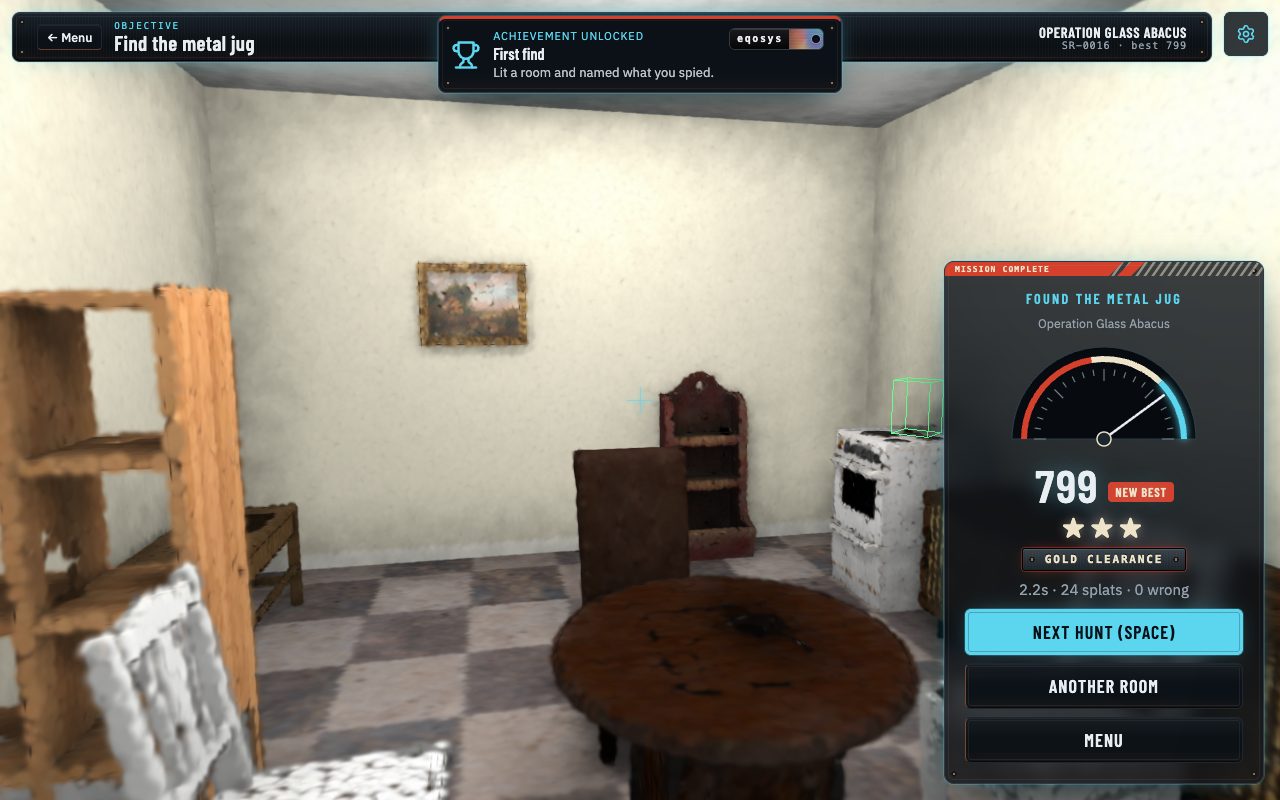 ← Menu
OBJECTIVE
Find the metal jug
ACHIEVEMENT UNLOCKED
First find
Lit a room and named what you spied.
eqosys
OPERATION GLASS ABACUS
SR-0016 · best 799
MISSION COMPLETE
FOUND THE METAL JUG
Operation Glass Abacus
799
NEW BEST
GOLD CLEARANCE
2.2s · 24 splats · 0 wrong
NEXT HUNT (SPACE)
ANOTHER ROOM
MENU